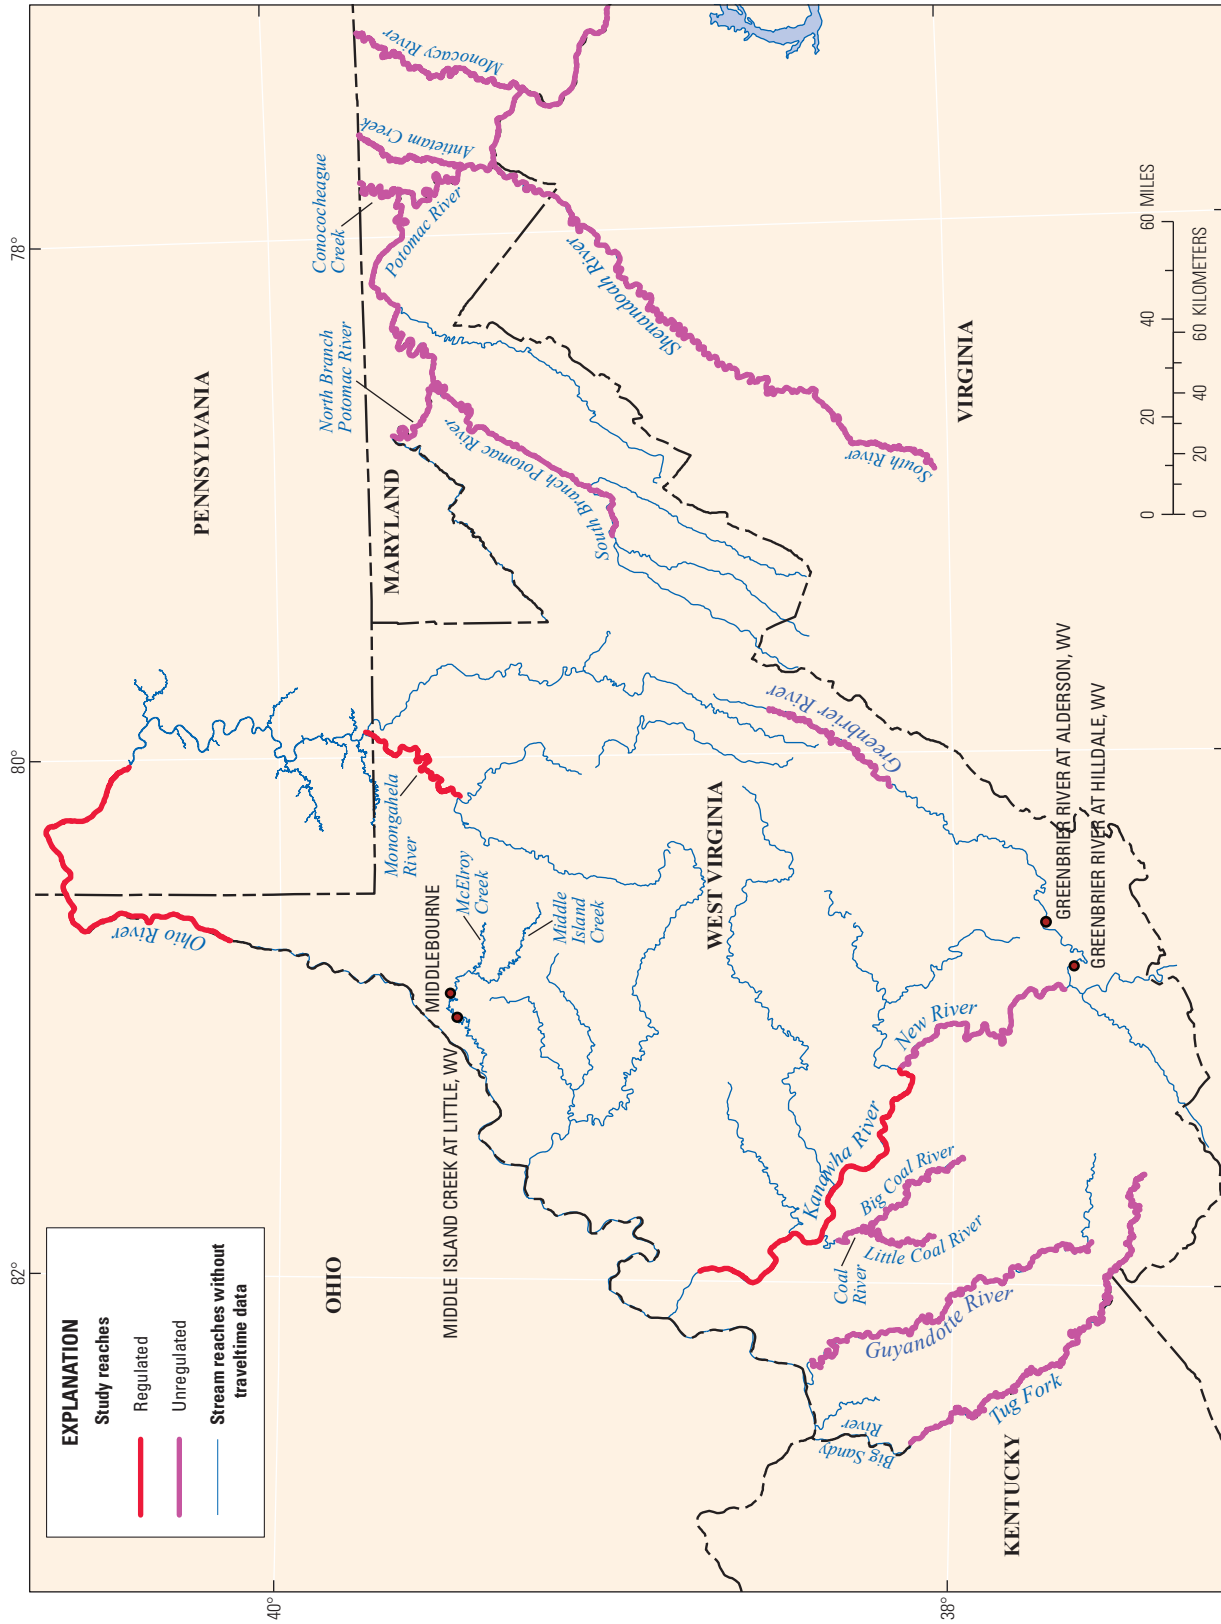 EXPLANATION
Study reaches
Regulated
Unregulated
Stream reaches without
traveltime data
82°
80°
78°
40°
38°
OHIO
PENNSYLVANIA
MARYLAND
WEST VIRGINIA
VIRGINIA
KENTUCKY
Ohio River
Monongahela
River
MIDDLEBOURNE
McElroy
Creek
Middle
Island
Creek
MIDDLE ISLAND CREEK AT LITTLE, WV
North Branch
Potomac River
Conococheague
Creek
Antietam Creek
Monocacy River
Potomac River
South Branch Potomac River
Shenandoah River
South
River
Greenbrier River
GREENBRIER RIVER AT ALDERSON, WV
GREENBRIER RIVER AT HILLDALE, WV
New River
Kanawha River
Big Coal River
Little Coal River
Coal
River
Guyandotte River
Tug Fork
Big Sandy
River
0 20 40 60 MILES
0 20 40 60 KILOMETERS